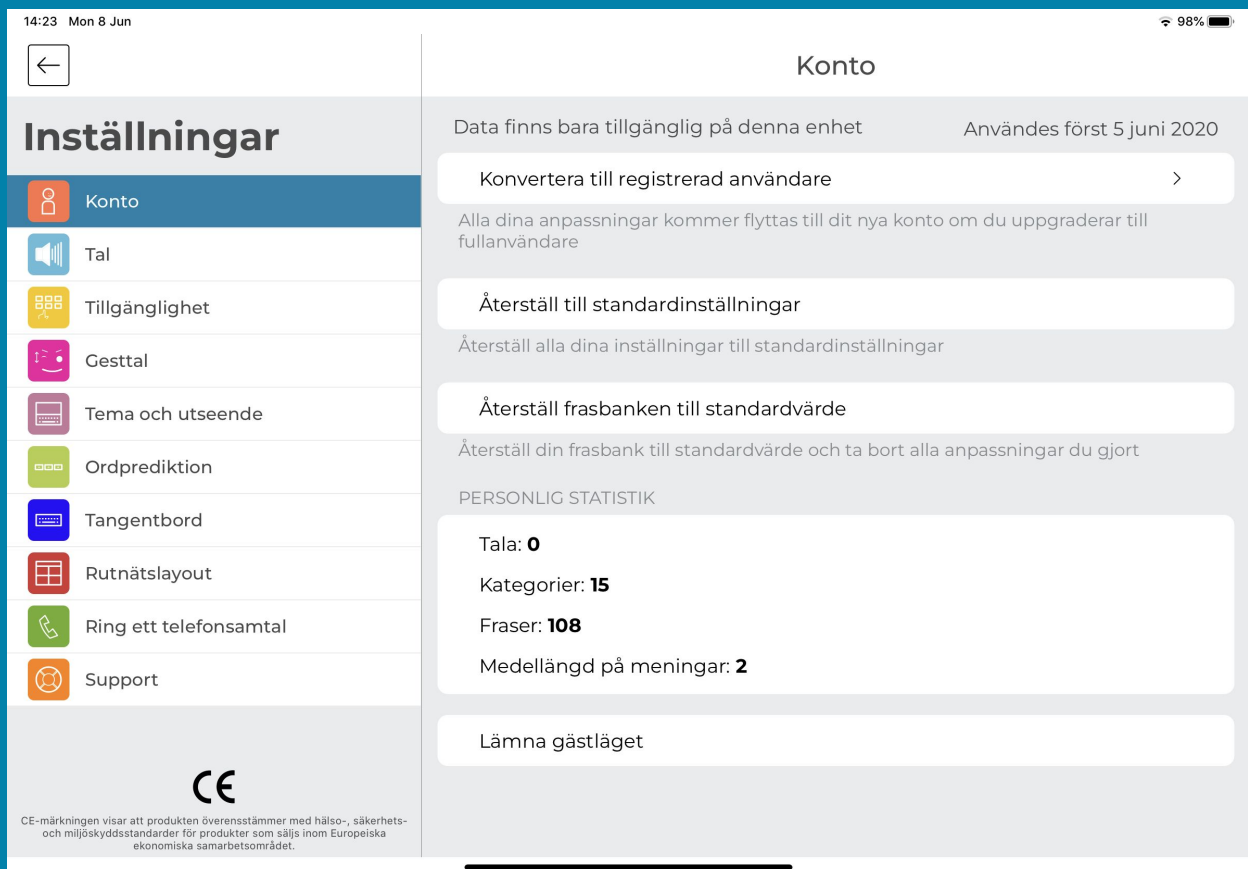 14:23 Mon 8 Jun
98%
Konto
Inställningar
Konto
Tal
Tillgänglighet
Gesttal
Tema och utseende
Ordprediktion
Tangentbord
Rutnätslayout
Ring ett telefonsamtal
Support
CE
CE-märkningen visar att produkten överensstämmer med hälso-, säkerhets-
och miljöskyddsstandarder för produkter som säljs inom Europeiska
ekonomiska samarbetsområdet.
Data finns bara tillgänglig på denna enhet
Användes först 5 juni 2020
Konvertera till registrerad användare
Alla dina anpassningar kommer flyttas till dit nya konto om du uppgraderar till
fullanvändare
Återställ till standardinställningar
Återställ alla dina inställningar till standardinställningar
Återställ frasbanken till standardvärde
Återställ din frasbank till standardvärde och ta bort alla anpassningar du gjort
PERSONLIG STATISTIK
Tala: 0
Kategorier: 15
Fraser: 108
Medellängd på meningar: 2
Lämna gästläget